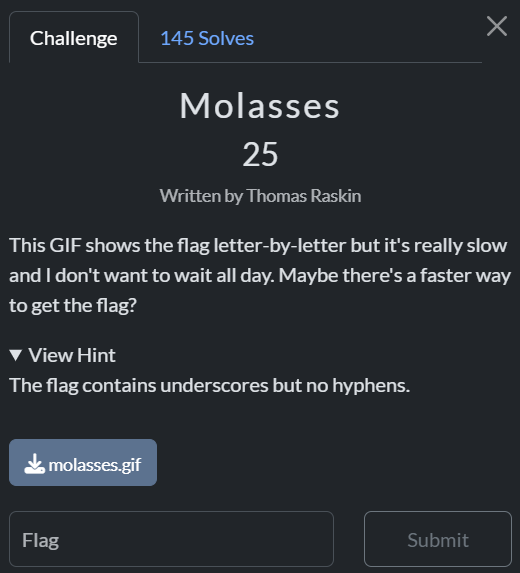 Challenge
145 Solves
Molasses
25
Written by Thomas Raskin
This GIF shows the flag letter-by-letter but it's really slow
and I don't want to wait all day. Maybe there's a faster way
to get the flag?
▼ View Hint
The flag contains underscores but no hyphens.
molasses.gif
Flag
Submit